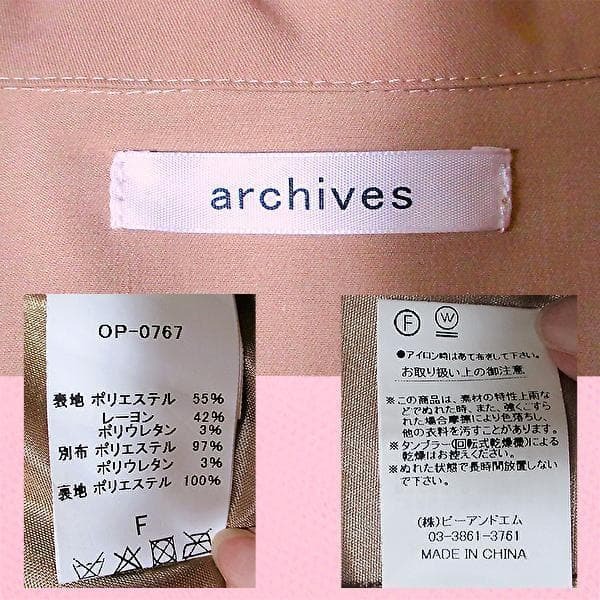 archives
OP-0767
表地 ポリエステル 55%
レーヨン 42%
ポリウレタン 3%
別布 ポリエステル 97%
ポリウレタン 3%
裏地 ポリエステル 100%
F
Ⓕ Ⓦ
●アイロン時はあて布をして下さい。
お取り扱い上の御注意
※この商品は、素材の特性上雨な
どでぬれた時、また、強くこすら
れた場合摩擦により色落ちし、
他の衣料を汚すことがあります。
※タンブラー(回転式乾燥機)による
乾燥はお控えください。
※ぬれた状態で長時間放置しない
で下さい。
(株)ビーアンドエム
03-3861-3761
MADE IN CHINA